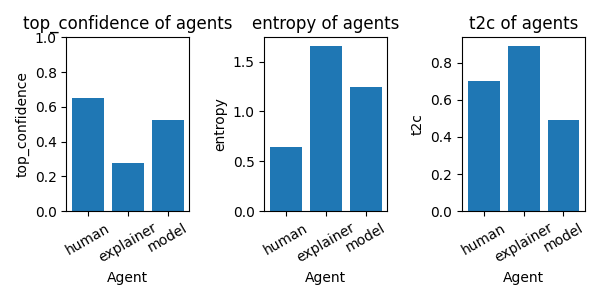 top_confidence of agents
1.0
0.8
0.6
0.4
0.2
0.0
top_confidence
human
explainer
model
Agent
entropy of agents
1.5
1.0
0.5
0.0
entropy
human
explainer
model
Agent
t2c of agents
0.8
0.6
0.4
0.2
0.0
t2c
human
explainer
model
Agent